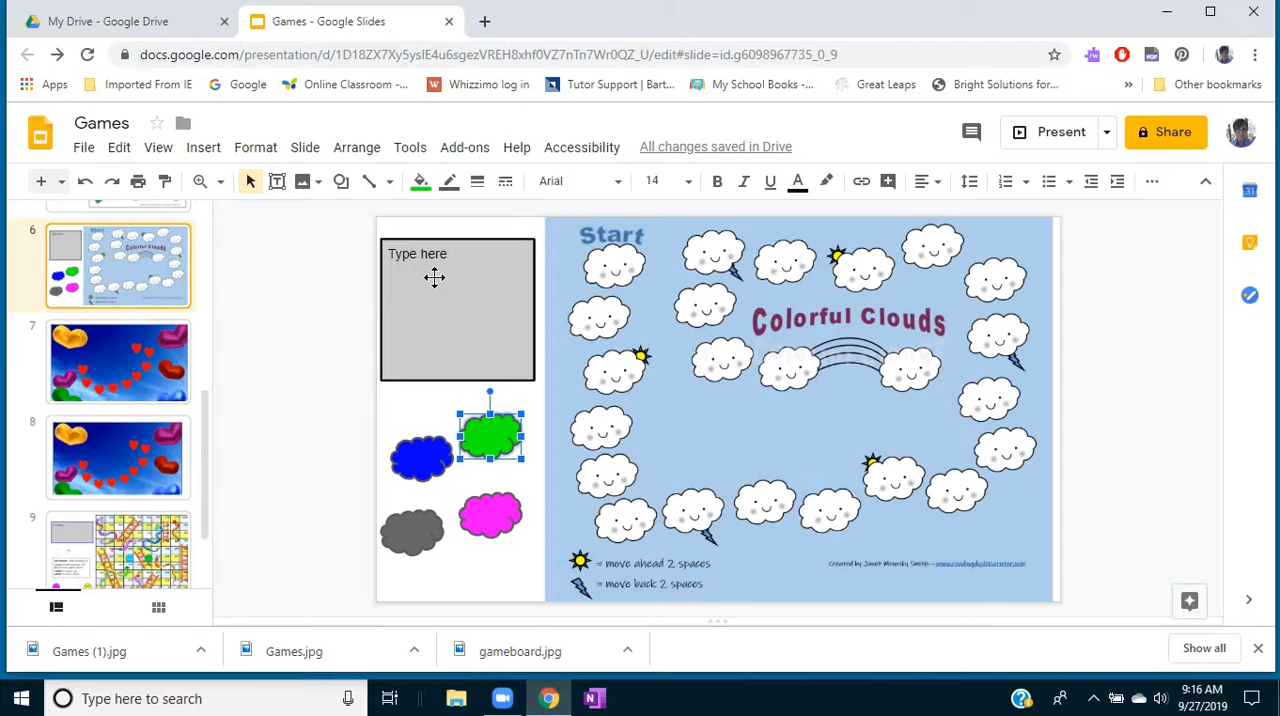 My Drive - Google Drive
Games - Google Slides
docs.google.com/presentation/d/1D18ZX7Xy5yslE4u6sgezVREH8xhf0VZ7nTn7Wr0QZ_U/edit#slide=id.g6098967735_0_9
Apps
Imported From IE
Google
Online Classroom -...
Whizzimo log in
Tutor Support | Bart...
My School Books -...
Great Leaps
Bright Solutions for...
Other bookmarks
Games
File Edit View Insert Format Slide Arrange Tools Add-ons Help Accessibility All changes saved in Drive
Present
Share
Arial
14
6
7
8
9
Type here
Start
Colorful Clouds
= move ahead 2 spaces
= move back 2 spaces
Games (1).jpg
Games.jpg
gameboard.jpg
Show all
Type here to search
9:16 AM
9/27/2019